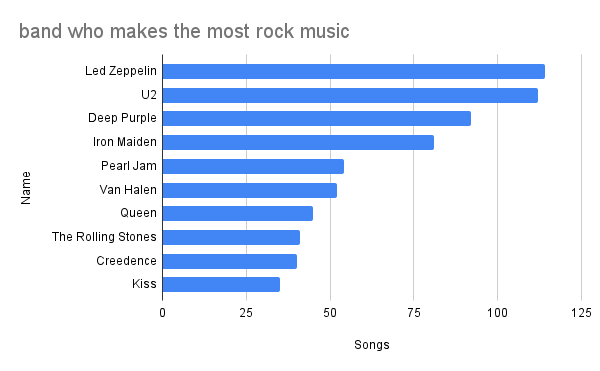 band who makes the most rock music
Name
Led Zeppelin
U2
Deep Purple
Iron Maiden
Pearl Jam
Van Halen
Queen
The Rolling Stones
Creedence
Kiss
0 25 50 75 100 125
Songs